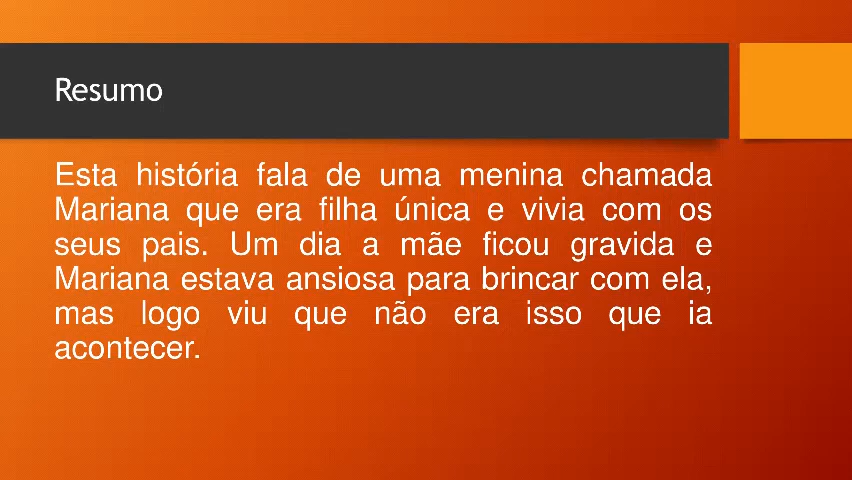 Resumo
Esta história fala de uma menina chamada
Mariana que era filha única e vivia com os
seus pais. Um dia a mãe ficou gravida e
Mariana estava ansiosa para brincar com ela,
mas logo viu que não era isso que ia
acontecer.